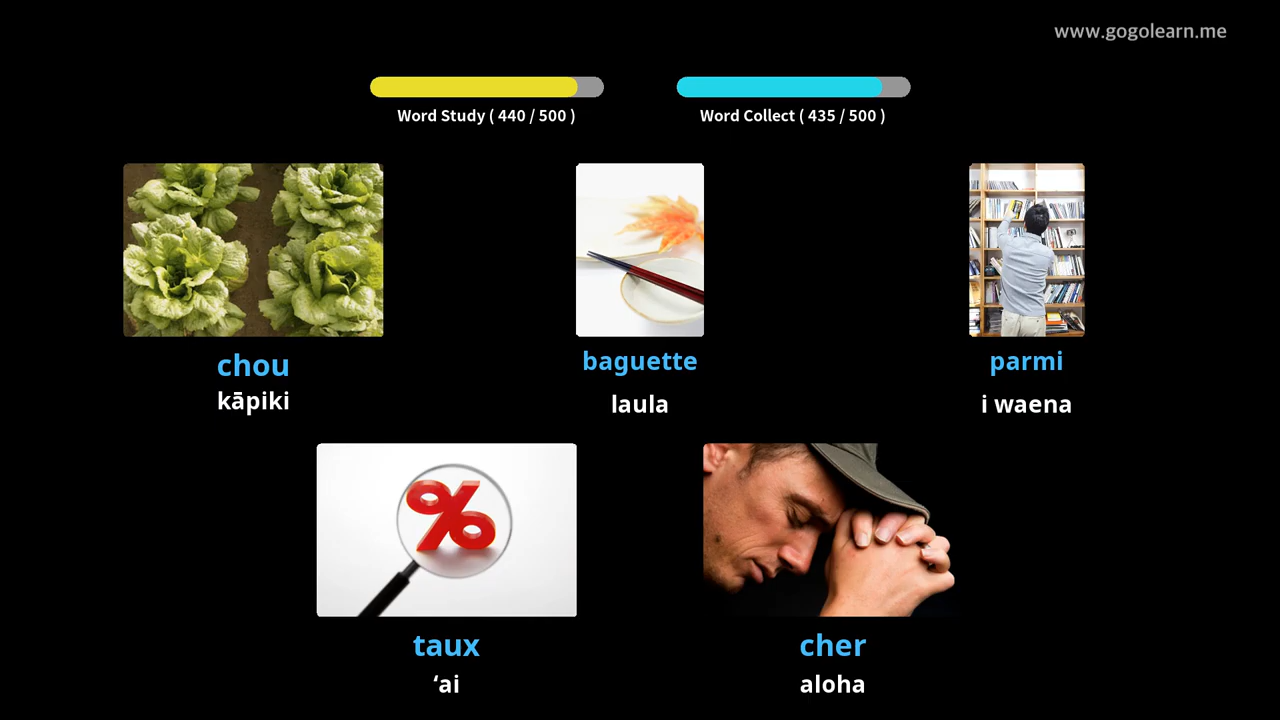 www.gogolearn.me
Word Study ( 440 / 500 )
Word Collect ( 435 / 500 )
chou
kāpiki
baguette
laula
parmi
i waena
taux
ʻai
cher
aloha